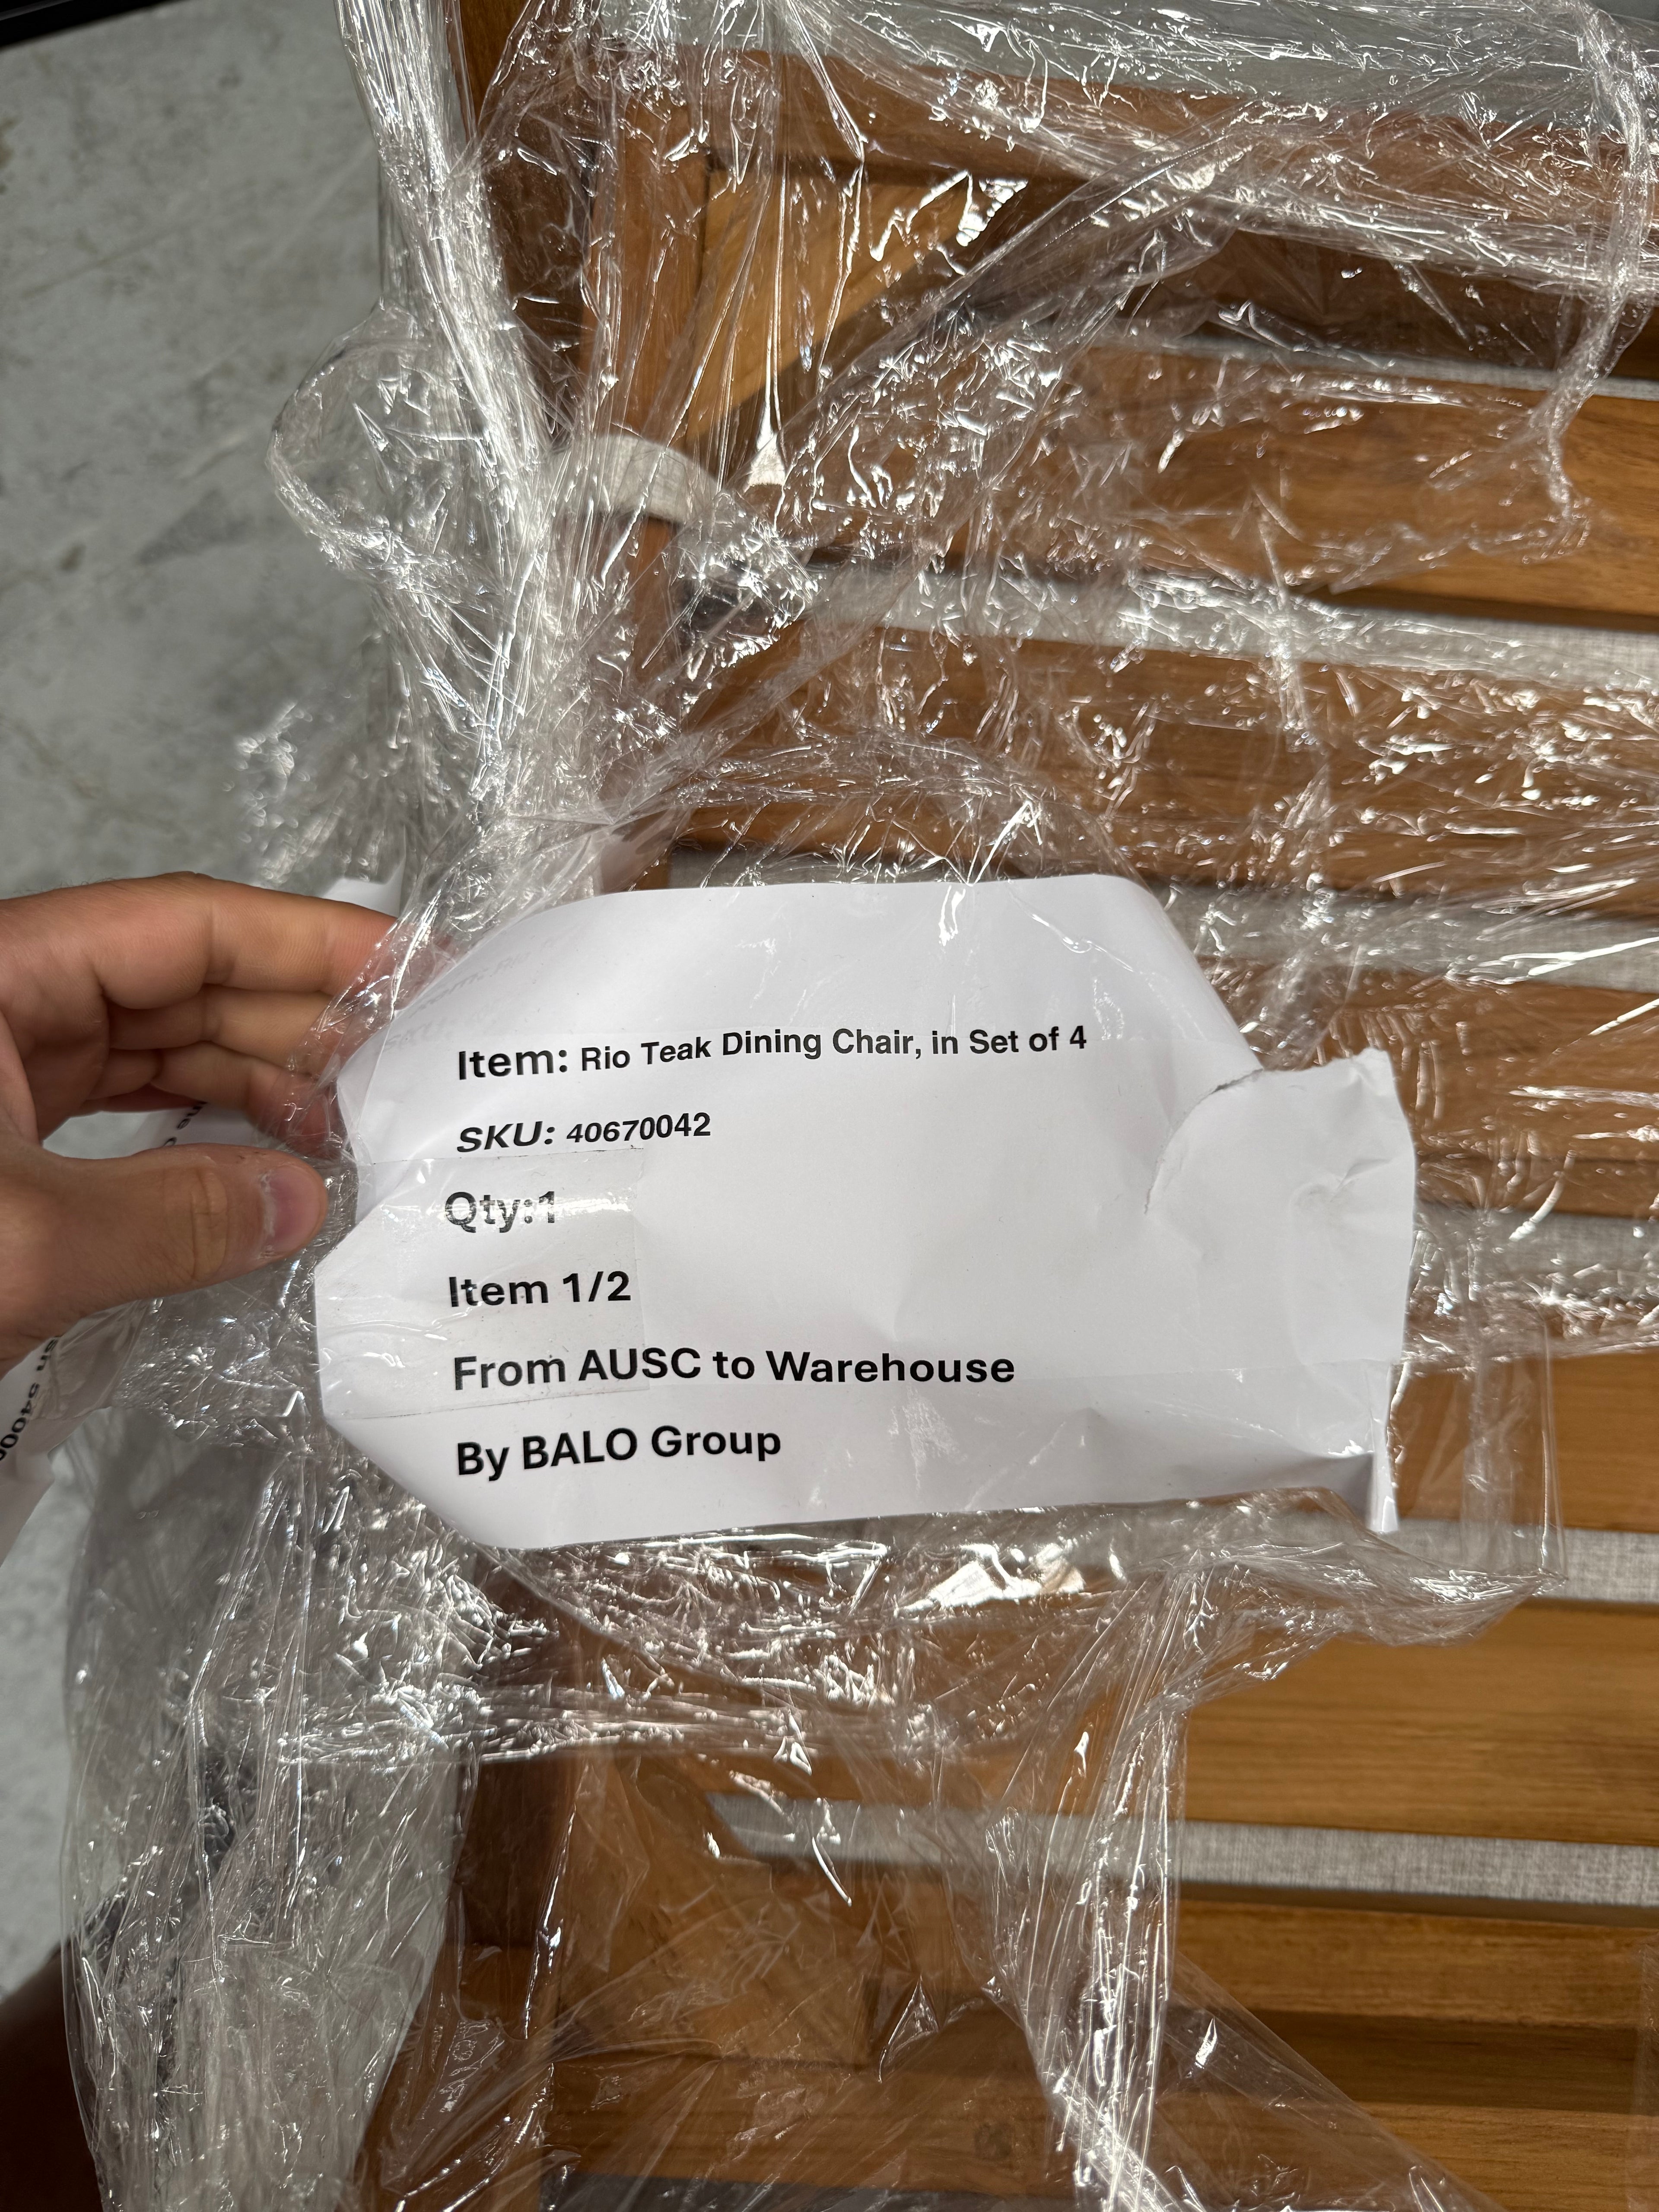 Item: Rio Teak Dining Chair, in Set of 4
SKU: 40670042
Qty:1
Item 1/2
From AUSC to Warehouse
By BALO Group